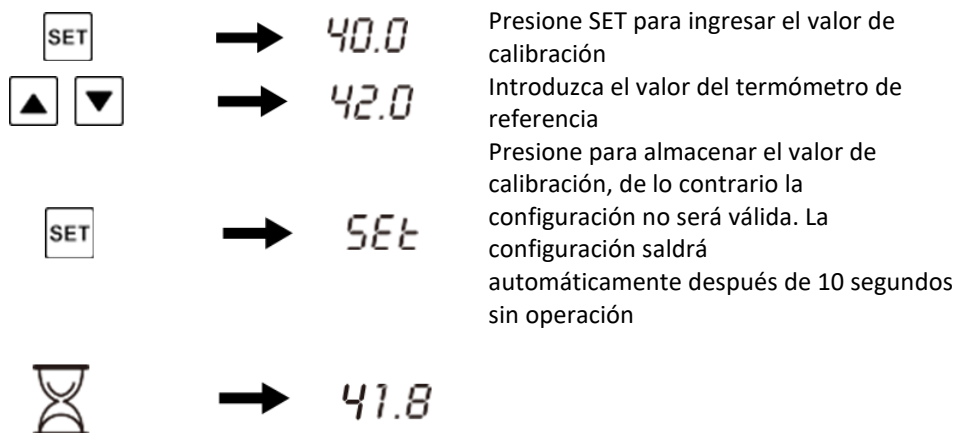 SET 40.0 Presione SET para ingresar el valor de
calibración
42.0 Introduzca el valor del termómetro de
referencia
Presione para almacenar el valor de
calibración, de lo contrario la
SET SEt configuración no será válida. La
configuración saldrá
automáticamente después de 10 segundos
sin operación
41.8